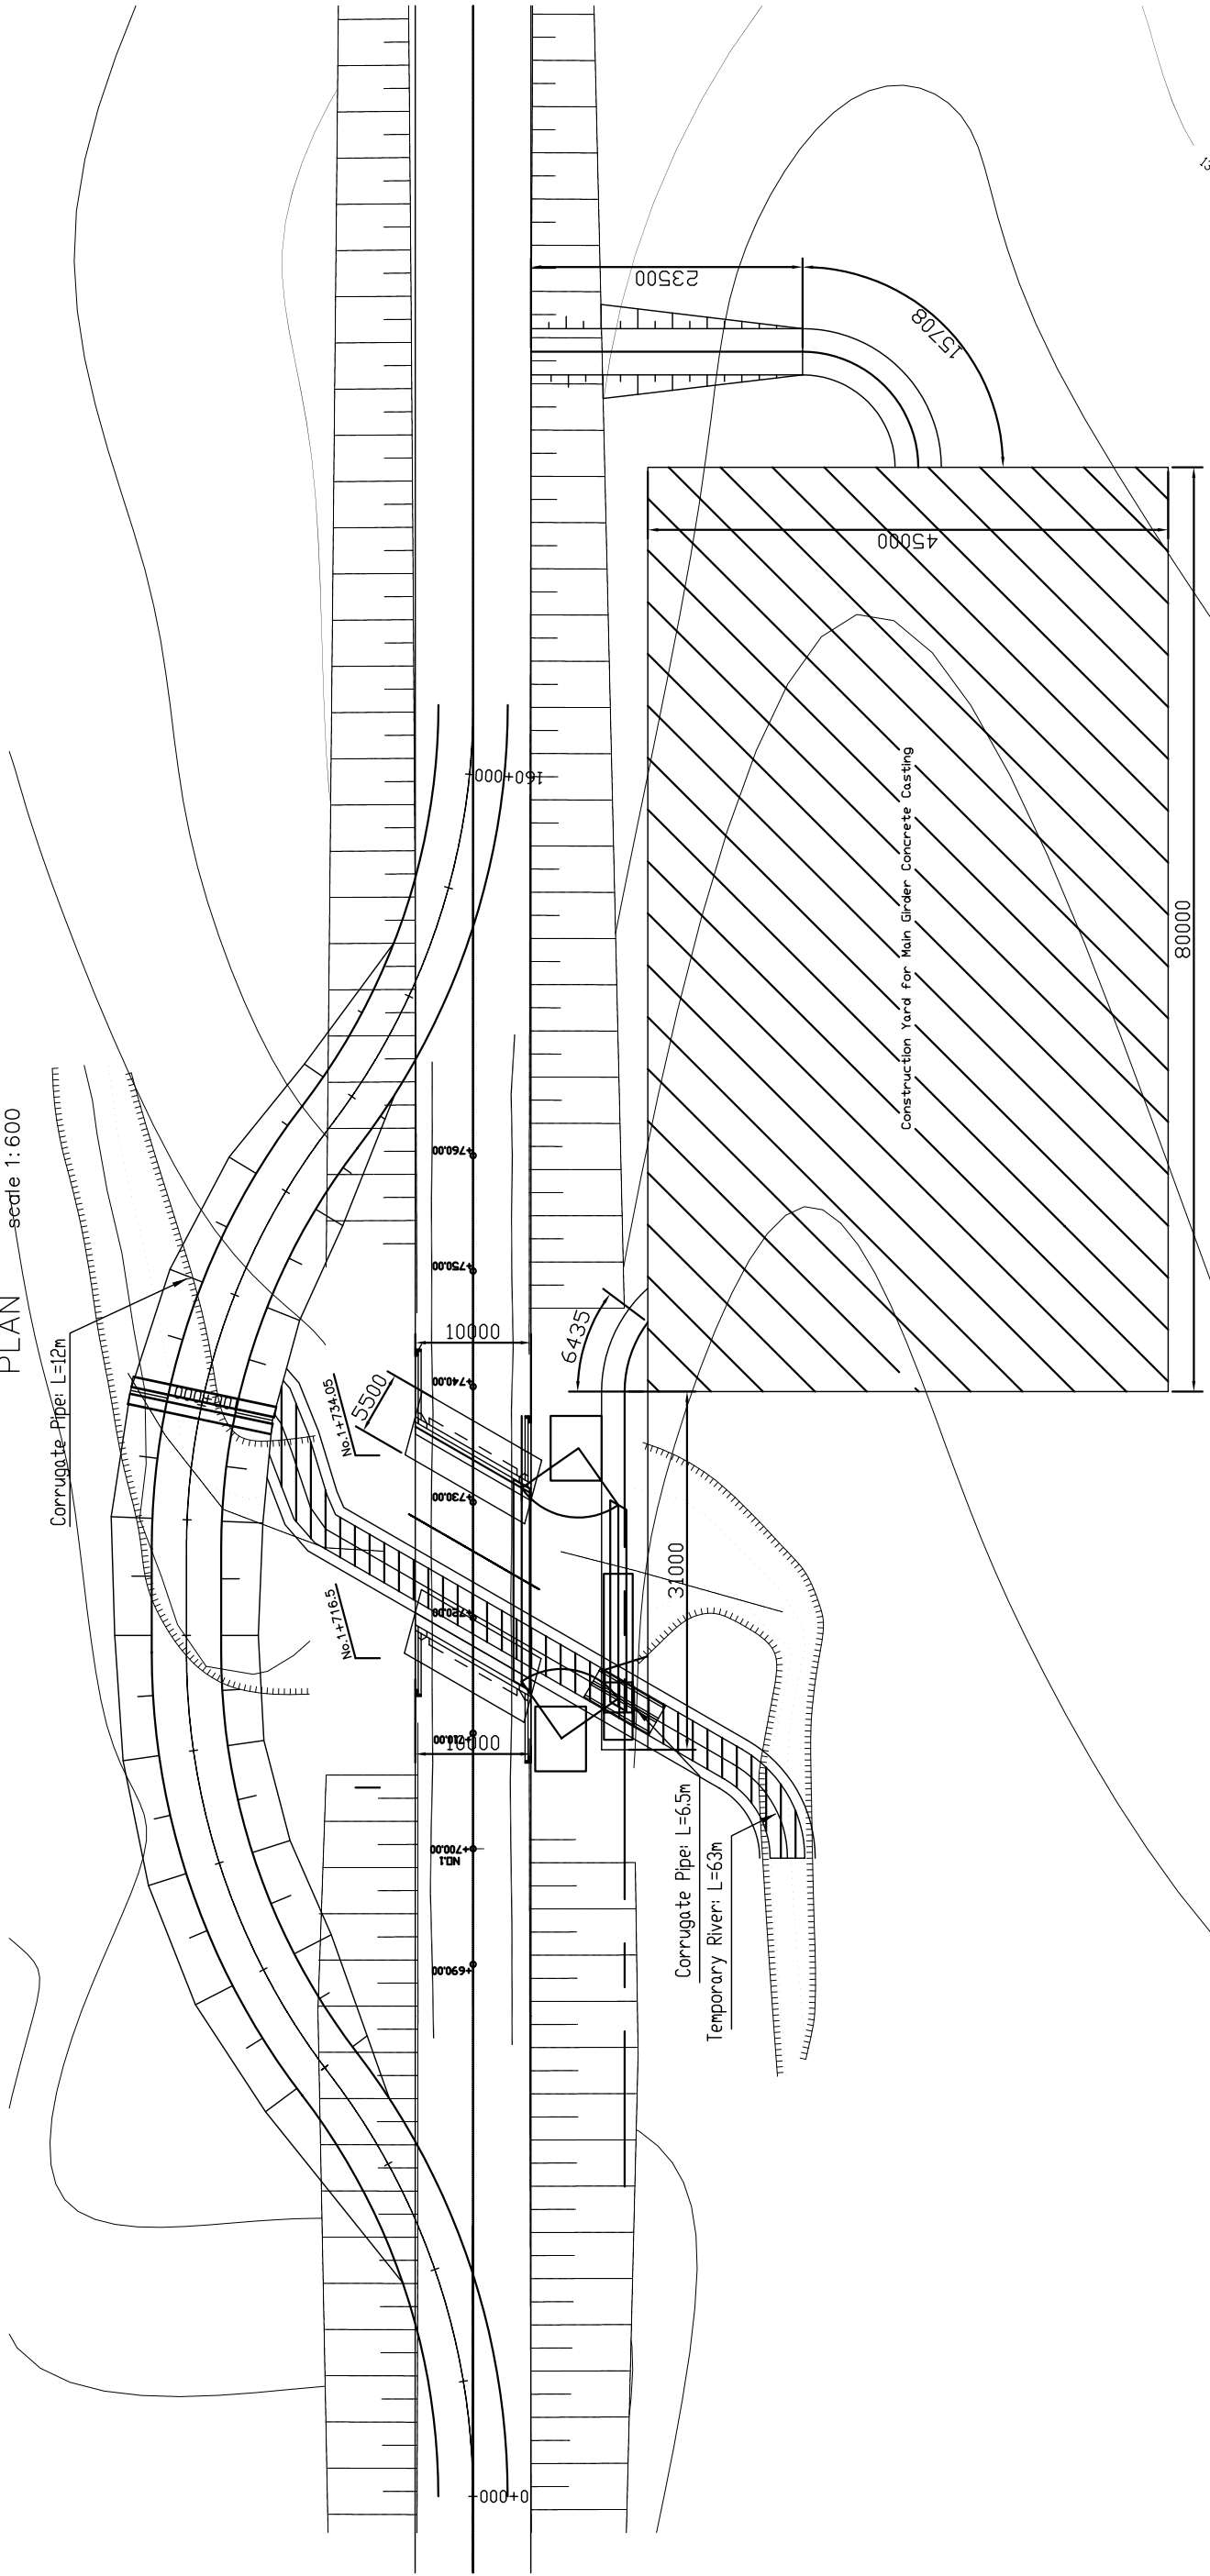 PLAN scale 1:600
Corrugate Pipe: L=12m
23500
15708
45000
Construction Yard for Main Girder Concrete Casting
80000
160+000
+760.00
+750.00
10000
6435
+740.00
5500
No.1+734.05
+730.00
31000
+720.00
No.1+716.5
+710.00
10000
Corrugate Pipe: L=6.5m
Temporary River: L=63m
NO.1
+700.00
+690.00
0+000